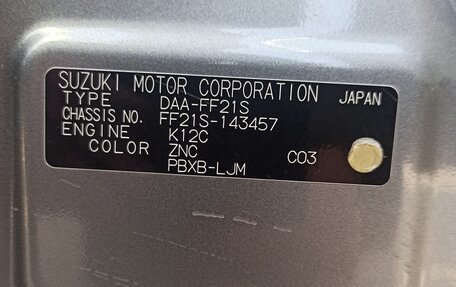 SUZUKI MOTOR CORPORATION JAPAN
TYPE DAA-FF21S
CHASSIS NO. FF21S-143457
ENGINE K12C
COLOR ZNC C03
PBXB-LJM